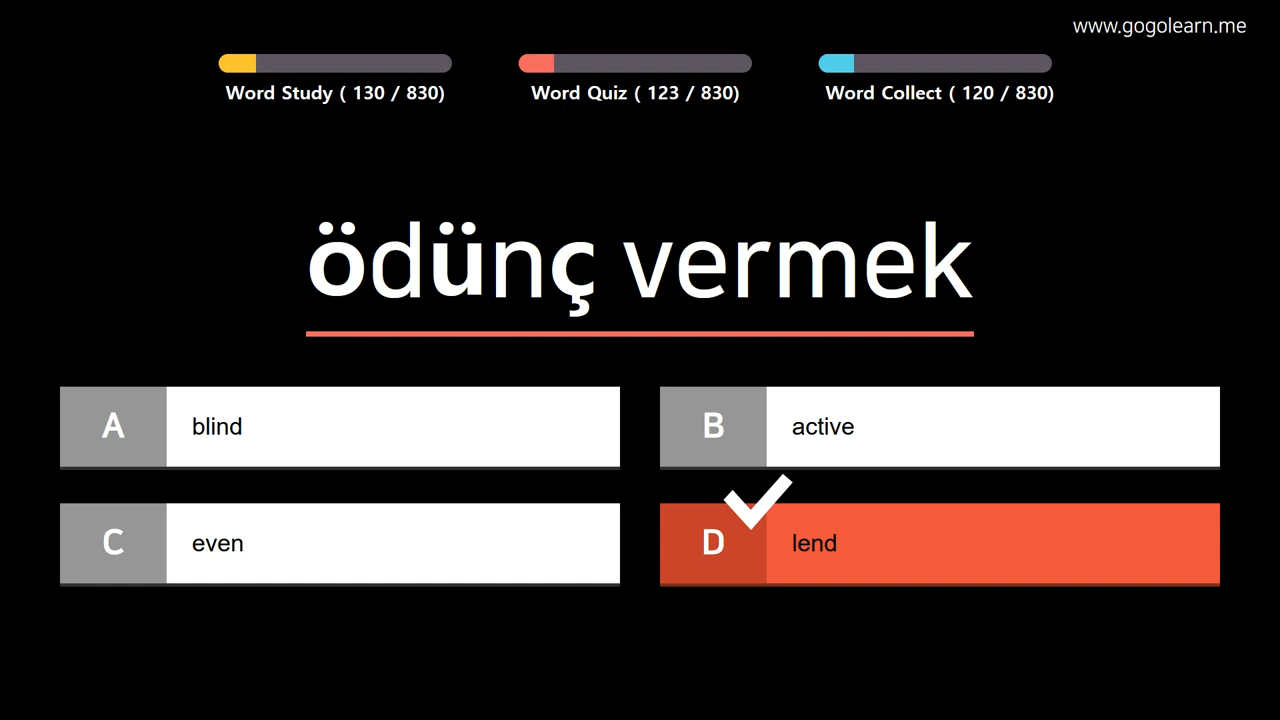 www.gogolearn.me
Word Study ( 130 / 830)
Word Quiz ( 123 / 830)
Word Collect ( 120 / 830)
ödünç vermek
A blind
B active
C even
D lend